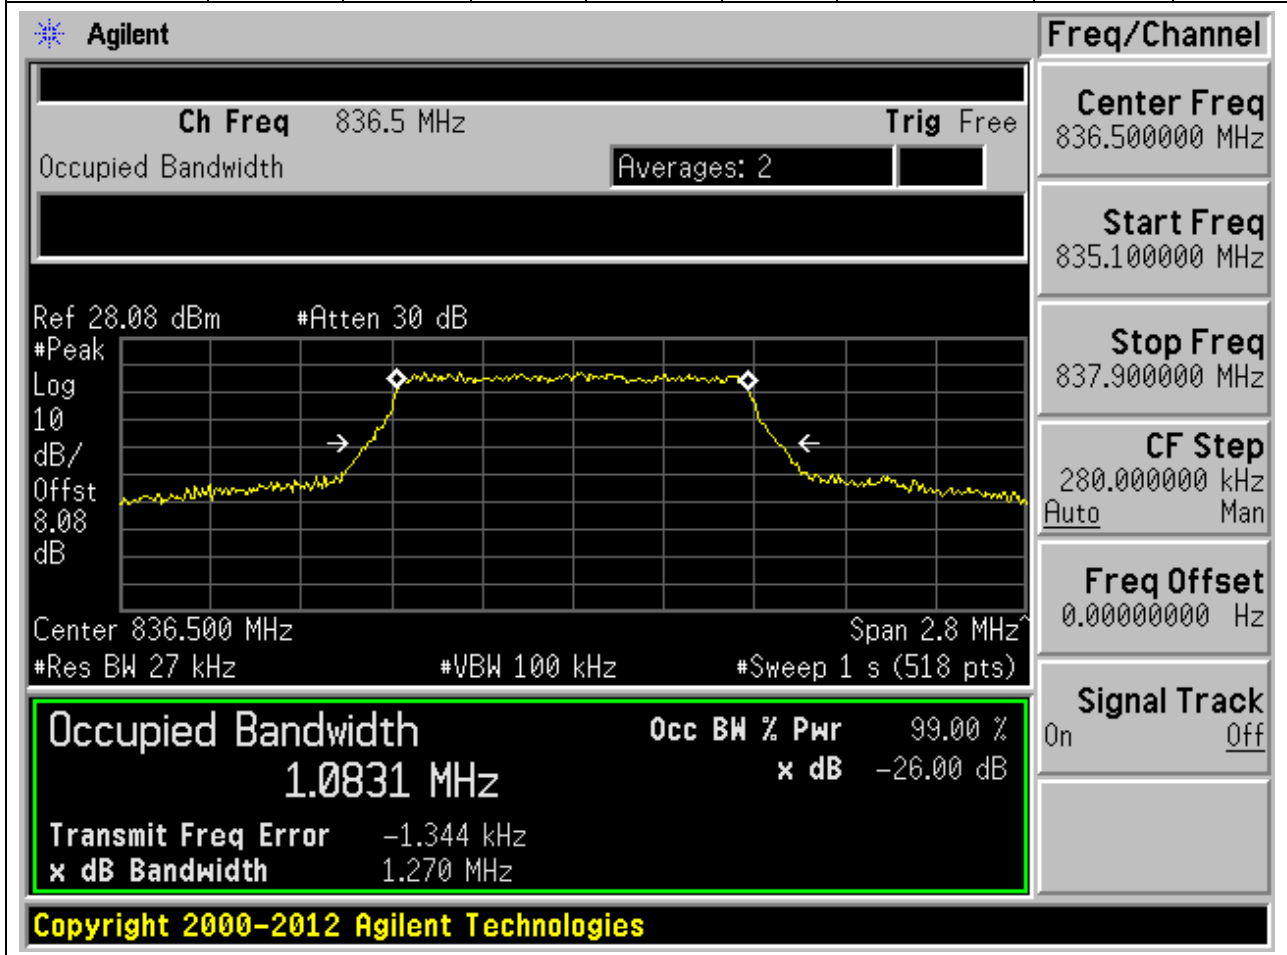 Agilent
Freq/Channel
Ch Freq 836.5 MHz Trig Free
Occupied Bandwidth Averages: 2
Center Freq
836.500000 MHz
Start Freq
835.100000 MHz
Stop Freq
837.900000 MHz
CF Step
280.000000 kHz
Auto Man
Freq Offset
0.00000000 Hz
Signal Track
On Off
Ref 28.08 dBm #Atten 30 dB
#Peak
Log
10
dB/
Offst
8.08
dB
Center 836.500 MHz Span 2.8 MHz^
#Res BW 27 kHz #VBW 100 kHz #Sweep 1 s (518 pts)
Occupied Bandwidth
1.0831 MHz
Occ BW % Pwr 99.00 %
x dB -26.00 dB
Transmit Freq Error -1.344 kHz
x dB Bandwidth 1.270 MHz
Copyright 2000-2012 Agilent Technologies